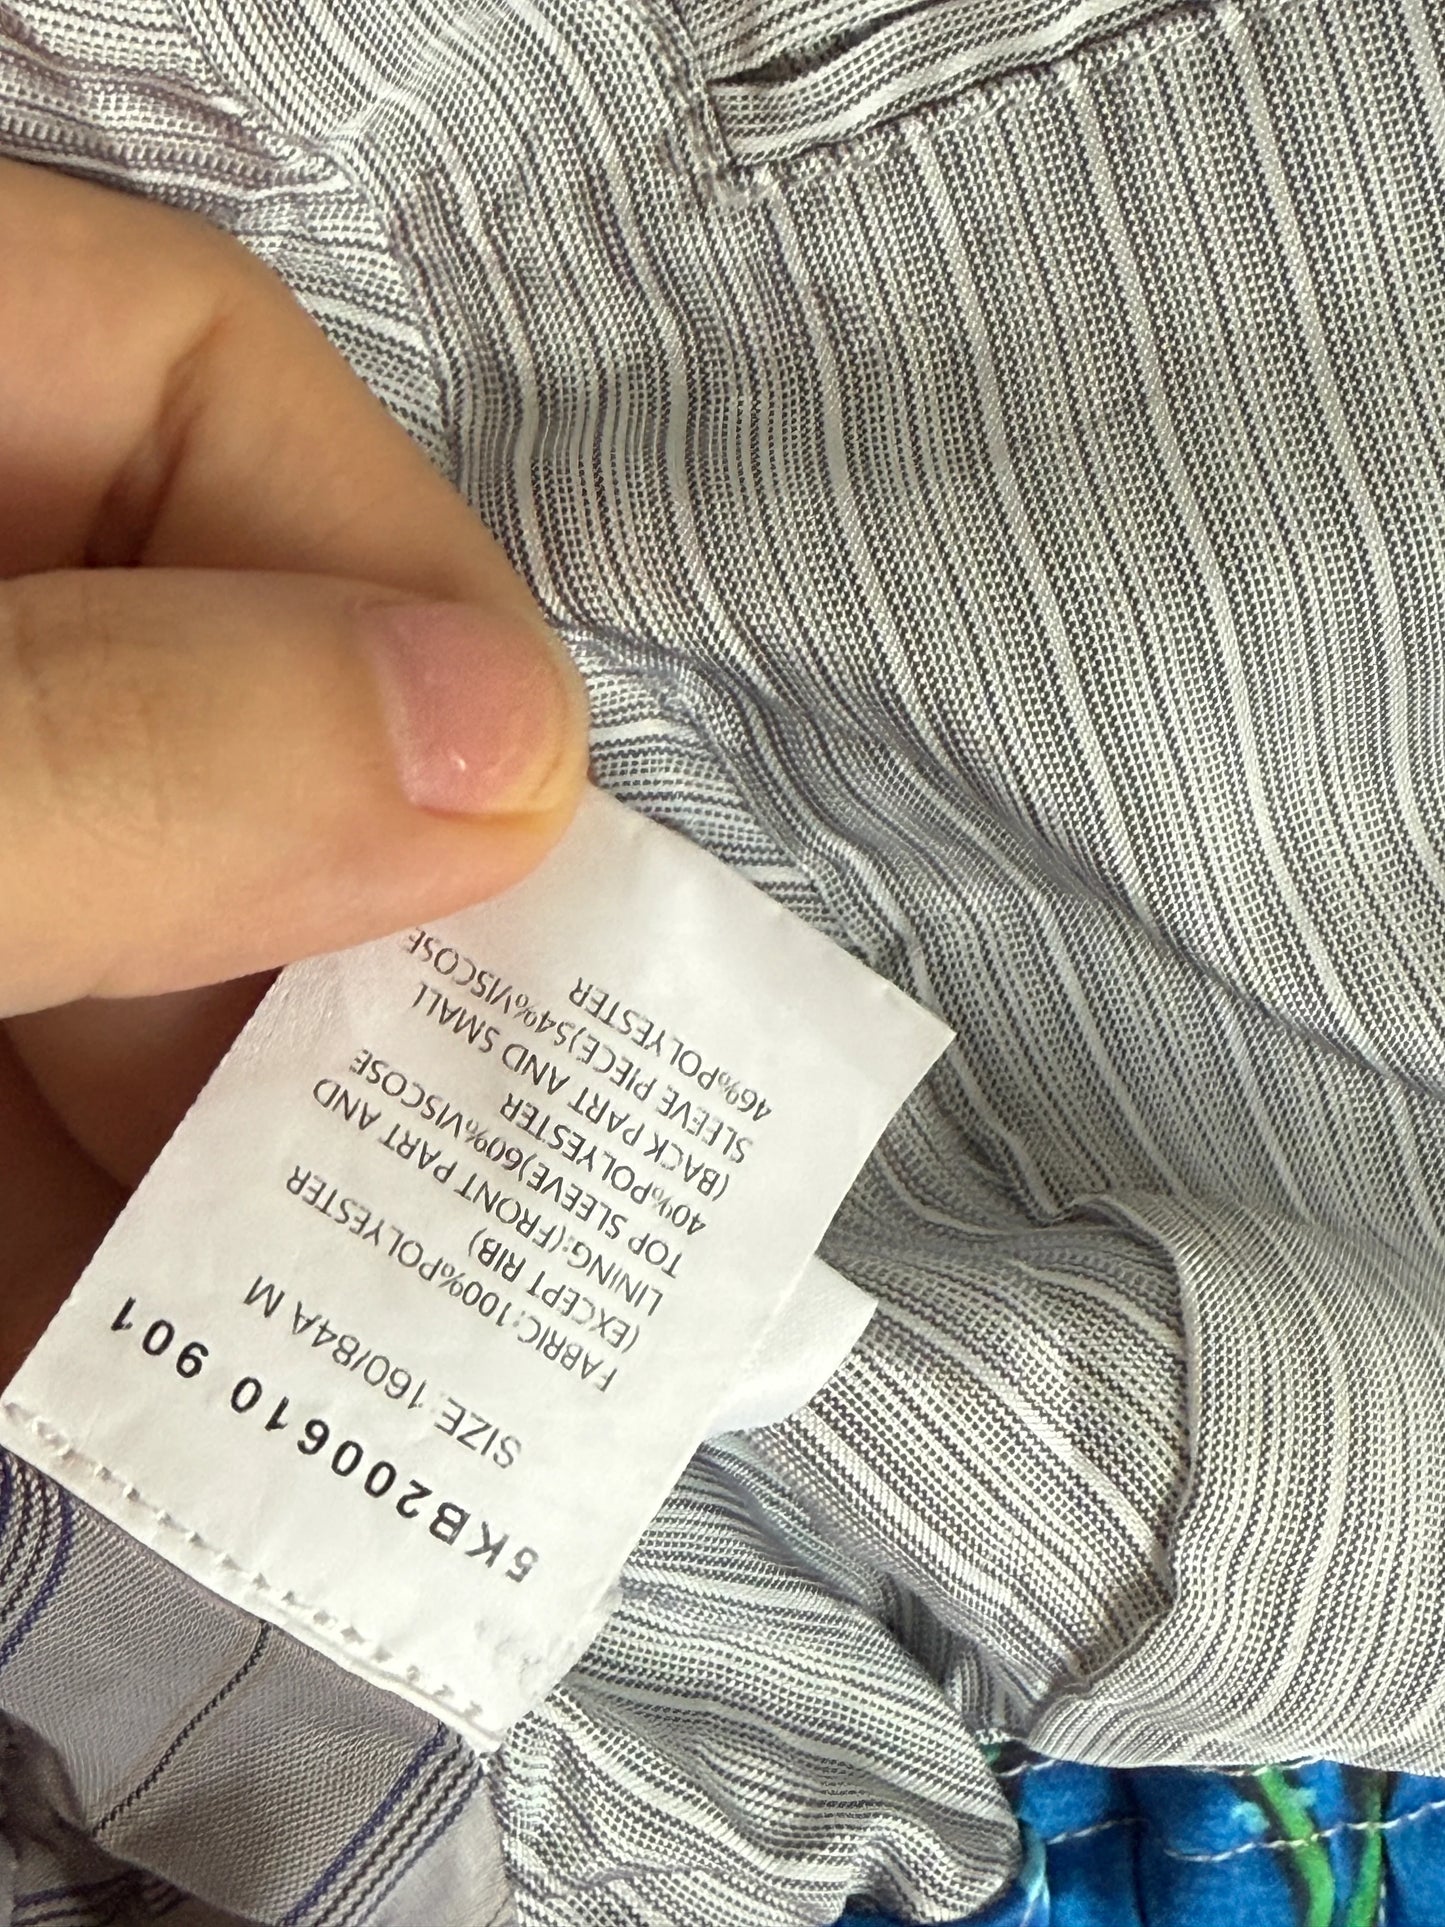 5KB200610 901
SIZE:160/84A M
FABRIC:100%POLYESTER
(EXCEPT RIB)
LINING:(FRONT PART AND
TOP SLEEVE)60%VISCOSE
40%POLYESTER
(BACK PART AND SMALL
SLEEVE PIECE)54%VISCOSE
46%POLYESTER